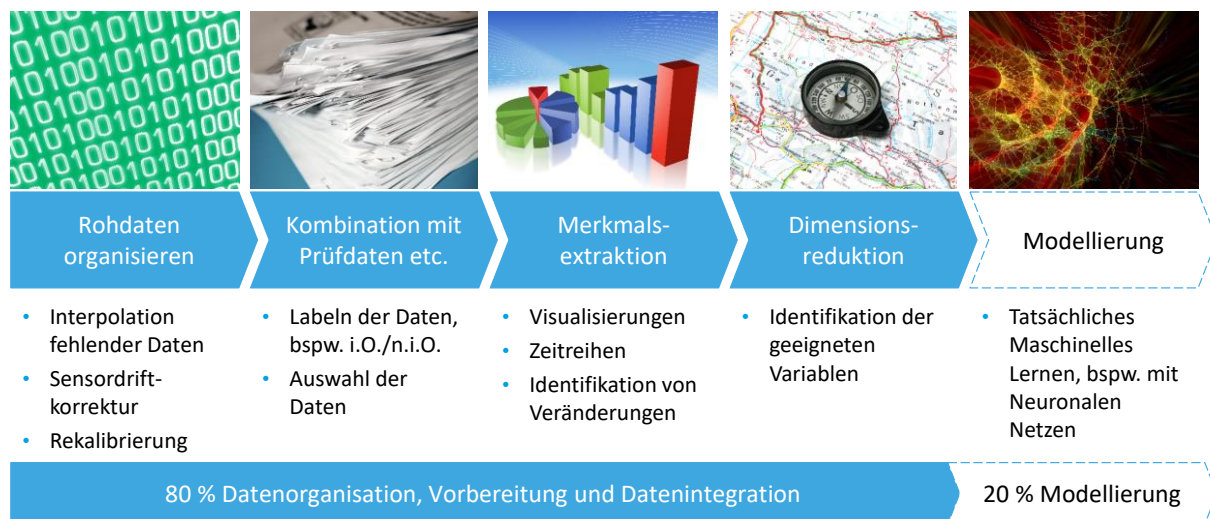 Rohdaten
organisieren
Kombination mit
Prüfdaten etc.
Merkmals-
extraktion
Dimensions-
reduktion
Modellierung
• Interpolation
fehlender Daten
• Sensordrift-
korrektur
• Rekalibrierung
• Labeln der Daten,
bspw. i.O./n.i.O.
• Auswahl der
Daten
• Visualisierungen
• Zeitreihen
• Identifikation von
Veränderungen
• Identifikation der
geeigneten
Variablen
• Tatsächliches
Maschinelles
Lernen, bspw. mit
Neuronalen
Netzen
80 % Datenorganisation, Vorbereitung und Datenintegration
20 % Modellierung